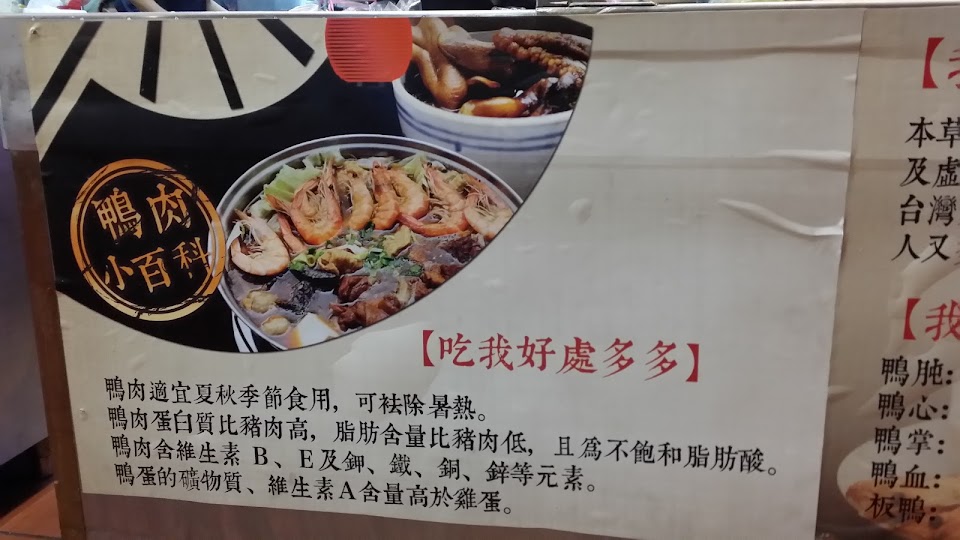 鴨肉
小百科
【吃我好處多多】
鴨肉適宜夏秋季節食用，可袪除暑熱。
鴨肉蛋白質比豬肉高，脂肪含量比豬肉低，且為不飽和脂肪酸。
鴨肉含維生素 B、E及鉀、鐵、銅、鋅等元素。
鴨蛋的礦物質、維生素A含量高於雞蛋。
本草
及虛
台灣
人又
【我
鴨肫：
鴨心：
鴨掌：
鴨血：
板鴨：